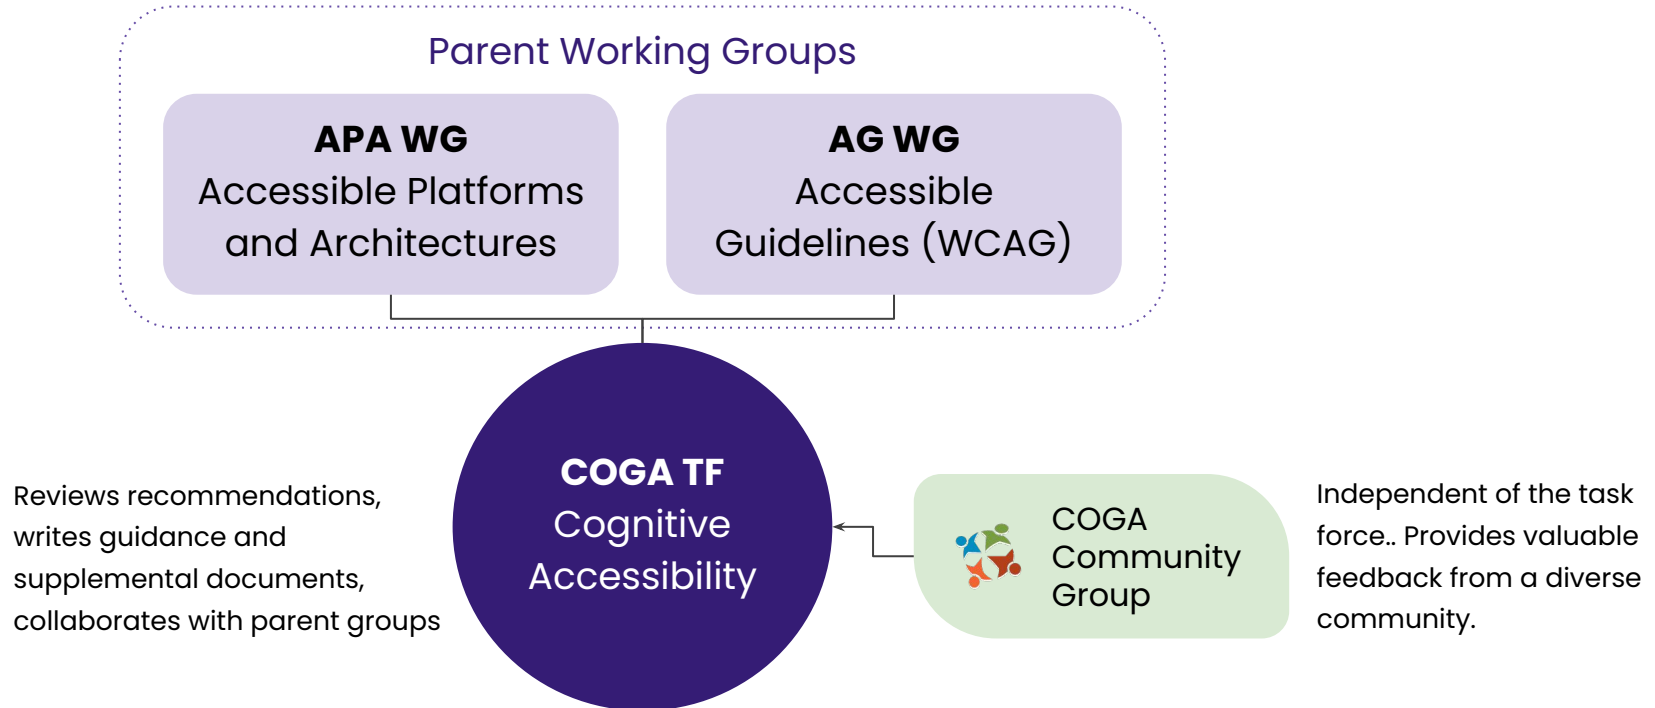 Parent Working Groups
APA WG
Accessible Platforms
and Architectures
AG WG
Accessible
Guidelines (WCAG)
COGA TF
Cognitive
Accessibility
Reviews recommendations,
writes guidance and
supplemental documents,
collaborates with parent groups
COGA
Community
Group
Independent of the task
force.. Provides valuable
feedback from a diverse
community.